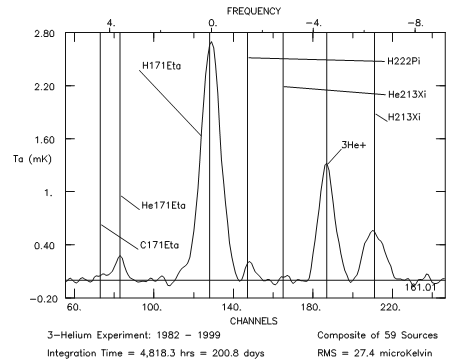 FREQUENCY
4. 0. -4. -8.
2.80
H171Eta
H222Pi
2.20
He213Xi
H213Xi
1.60
3He+
Ta (mK)
1.
He171Eta
C171Eta
0.40
181.01
-0.20
60. 100. 140. 180. 220.
CHANNELS
3-Helium Experiment: 1982 - 1999 Composite of 59 Sources
Integration Time = 4,818.3 hrs = 200.8 days RMS = 27.4 microKelvin